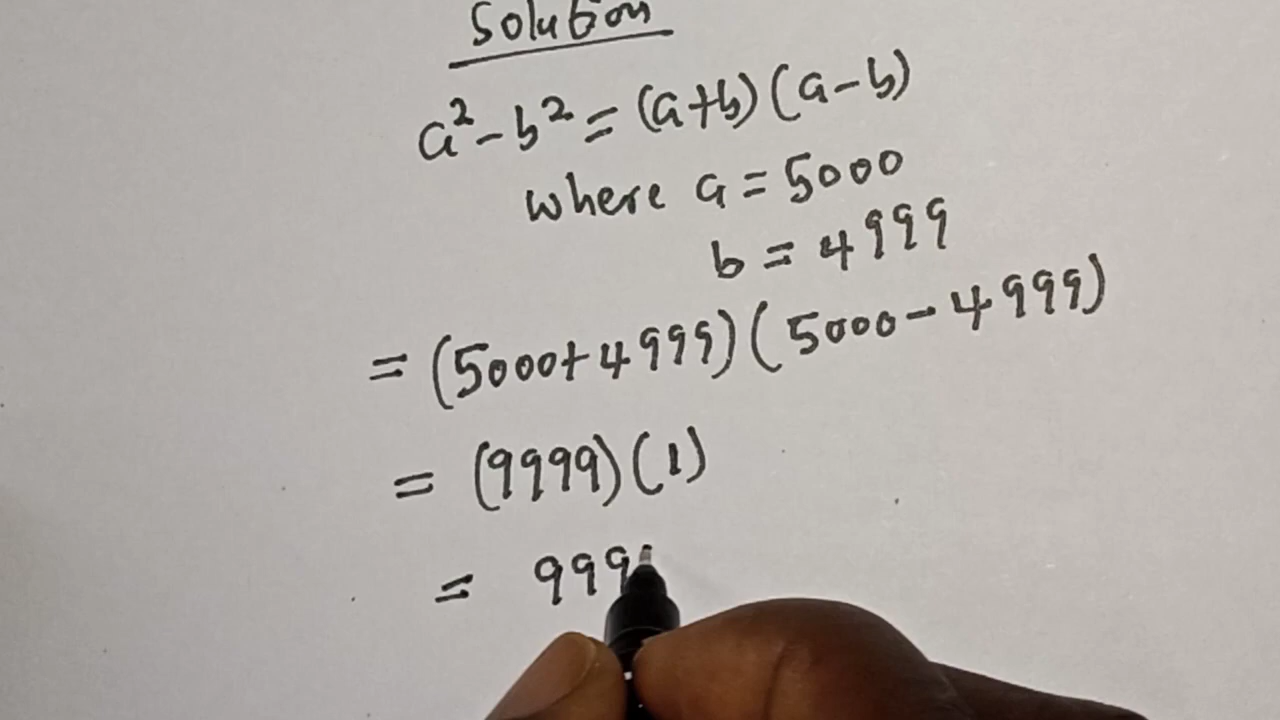 Solution
a² - b² = (a+b)(a-b)
where a = 5000
b = 4999
= (5000+4999)(5000-4999)
= (9999)(1)
= 999